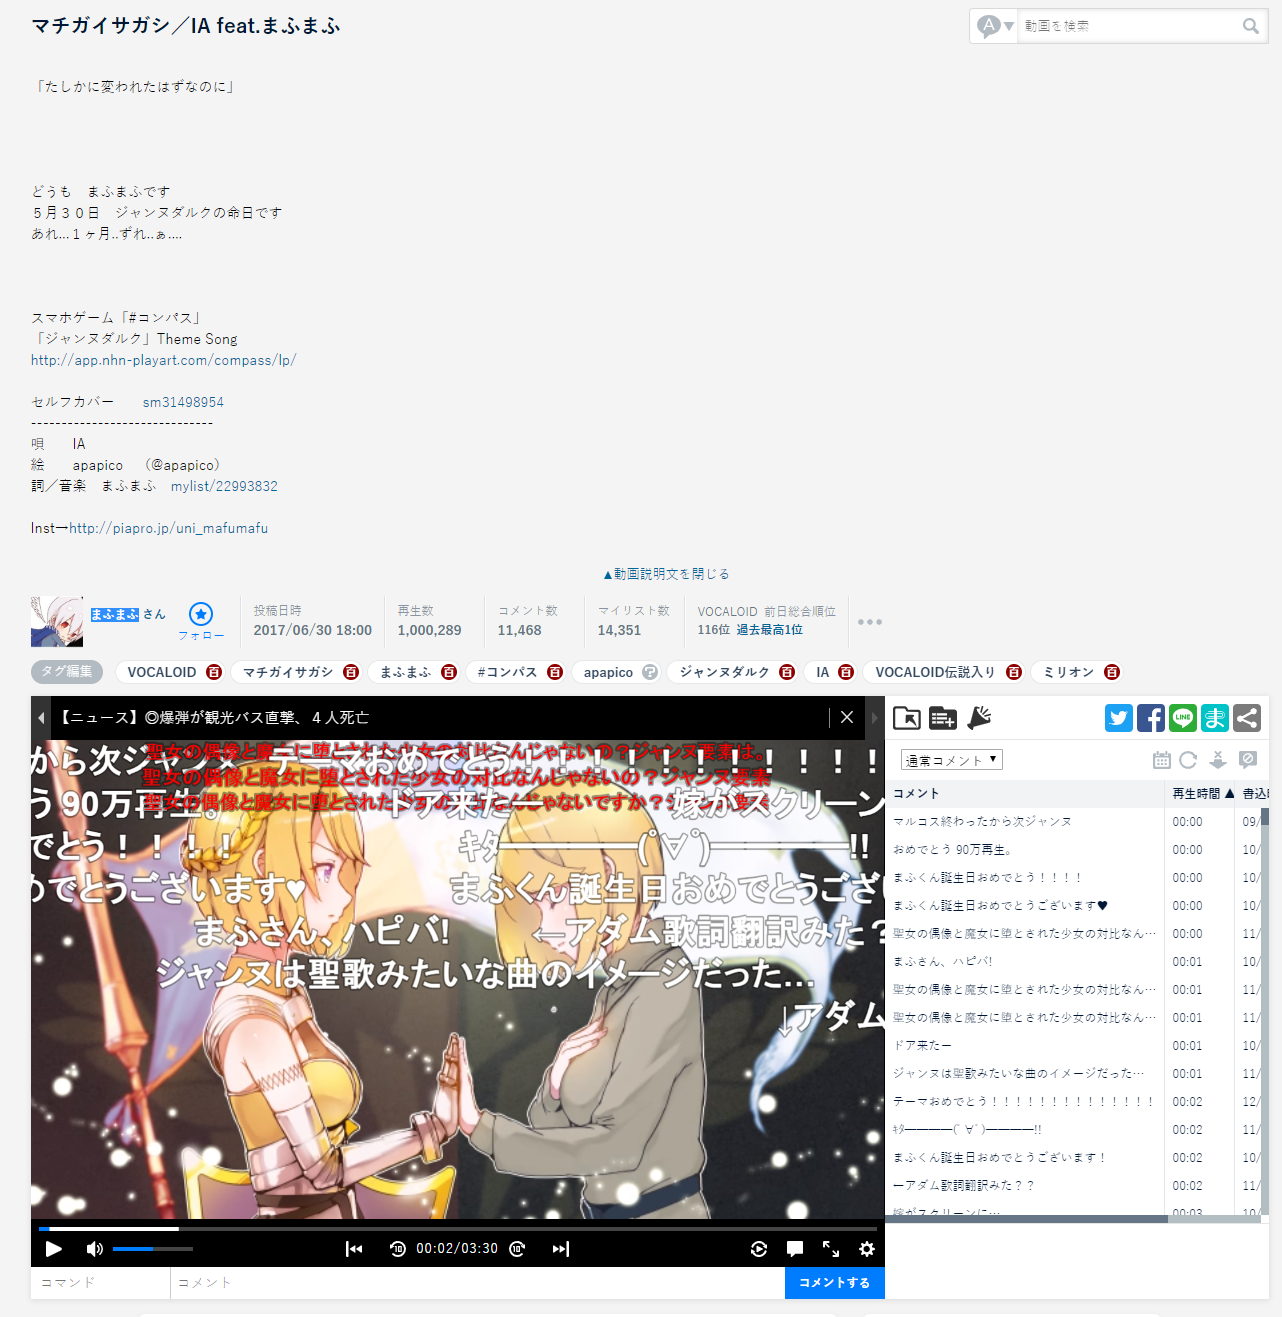 マチガイサガシ／IA feat.まふまふ
動画を検索
「たしかに変われたはずなのに」
どうも　まふまふです
５月３０日　ジャンヌダルクの命日です
あれ...１ヶ月..ずれ..ぁ....
スマホゲーム「#コンパス」
「ジャンヌダルク」Theme Song
http://app.nhn-playart.com/compass/lp/
セルフカバー　　sm31498954
------------------------------
唄　　IA
絵　　apapico　（@apapico）
詞／音楽　まふまふ　mylist/22993832
Inst→http://piapro.jp/uni_mafumafu
▲動画説明文を閉じる
まふまふ さん
フォロー
投稿日時
2017/06/30 18:00
再生数
1,000,289
コメント数
11,468
マイリスト数
14,351
VOCALOID 前日総合順位
116位 過去最高1位
タグ編集 VOCALOID 百 マチガイサガシ 百 まふまふ 百 #コンパス 百 apapico ? ジャンヌダルク 百 IA 百 VOCALOID伝説入り 百 ミリオン 百
【ニュース】◎爆弾が観光バス直撃、４人死亡
から次ジャンヌ テーマおめでとう！！！！！！！！！！！
聖女の偶像と魔女に堕とされた少女の対比なんじゃないの？ジャンヌ要素は。
聖女の偶像と魔女に堕とされた少女の対比なんじゃないの？ジャンヌ要素
聖女の偶像と魔女に堕とされた少女の対比なんじゃないですか？ジャンヌ要素
う 90万再生。 ドア来たー 嫁がスクリーン
でとう！！！！ ｷﾀ━━━━(ﾟ∀ﾟ)━━━━!!
めでとうございます♥ まふくん誕生日おめでとうござい
まふさん、ハピバ! ←アダム歌詞翻訳みた？
ジャンヌは聖歌みたいな曲のイメージだった…
↓アダム
00:02/03:30
コマンド コメント コメントする
LINE
通常コメント ▼
コメント 再生時間 ▲ 書込
マルコス終わったから次ジャンヌ 00:00 09/
おめでとう 90万再生。 00:00 10/
まふくん誕生日おめでとう！！！！ 00:00 10/
まふくん誕生日おめでとうございます♥ 00:00 10/
聖女の偶像と魔女に堕とされた少女の対比なん… 00:00 11/
まふさん、ハピバ! 00:01 10/
聖女の偶像と魔女に堕とされた少女の対比なん… 00:01 11/
聖女の偶像と魔女に堕とされた少女の対比なん… 00:01 11/
ドア来たー 00:01 10/
ジャンヌは聖歌みたいな曲のイメージだった… 00:01 11/
テーマおめでとう！！！！！！！！！！！！！！ 00:02 12/
ｷﾀ━━━━(ﾟ∀ﾟ)━━━━!! 00:02 11/
まふくん誕生日おめでとうございます！ 00:02 10/
←アダム歌詞翻訳みた？？ 00:02 11/
嫁がスクリーンに… 00:03 10/